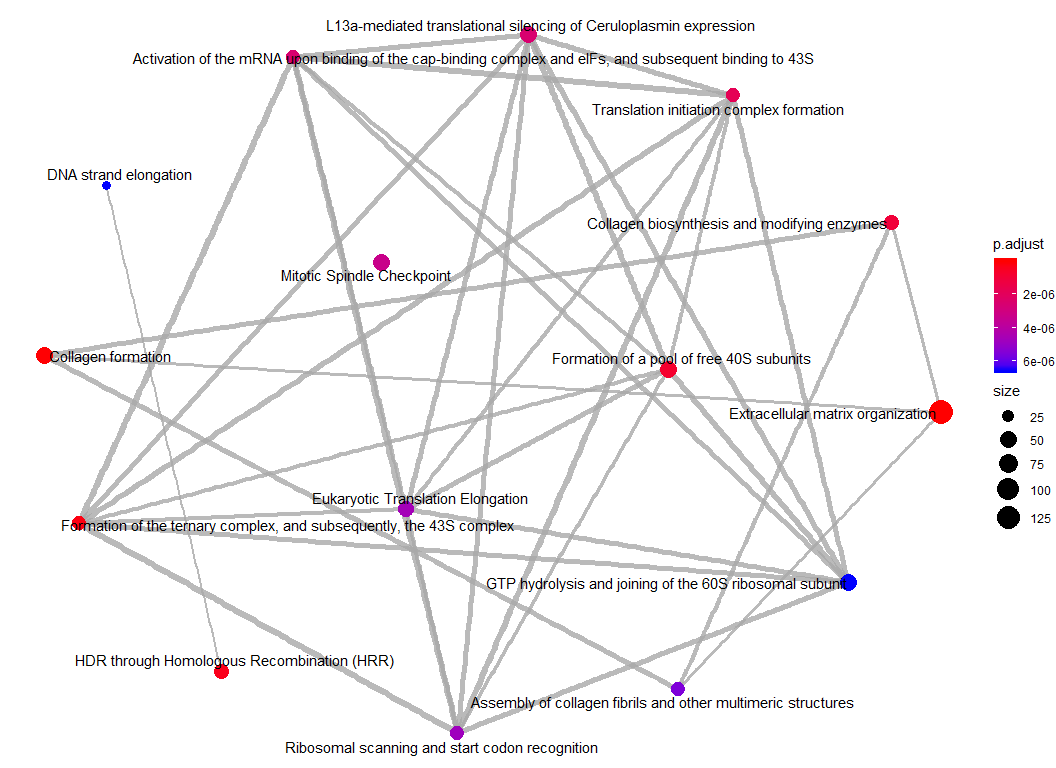 L13a-mediated translational silencing of Ceruloplasmin expression
Activation of the mRNA upon binding of the cap-binding complex and eIFs, and subsequent binding to 43S
Translation initiation complex formation
DNA strand elongation
Collagen biosynthesis and modifying enzymes
Mitotic Spindle Checkpoint
Collagen formation
Formation of a pool of free 40S subunits
Extracellular matrix organization
Eukaryotic Translation Elongation
Formation of the ternary complex, and subsequently, the 43S complex
GTP hydrolysis and joining of the 60S ribosomal subunit
HDR through Homologous Recombination (HRR)
Assembly of collagen fibrils and other multimeric structures
Ribosomal scanning and start codon recognition
p.adjust
2e-06
4e-06
6e-06
size
25
50
75
100
125